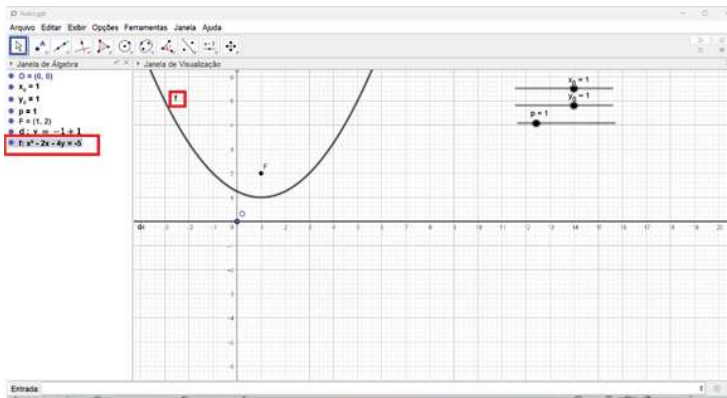 Arquivo Editar Exibir Opções Ferramentas Janela Ajuda
Janela de Álgebra
Janela de Visualização
O = (0, 0)
x₀ = 1
y₀ = 1
p = 1
F = (1, 2)
d: y = -1 + 1
f: x² - 2x - 4y = -5
f
F
O
x₀ = 1
y₀ = 1
p = 1
Entrada: